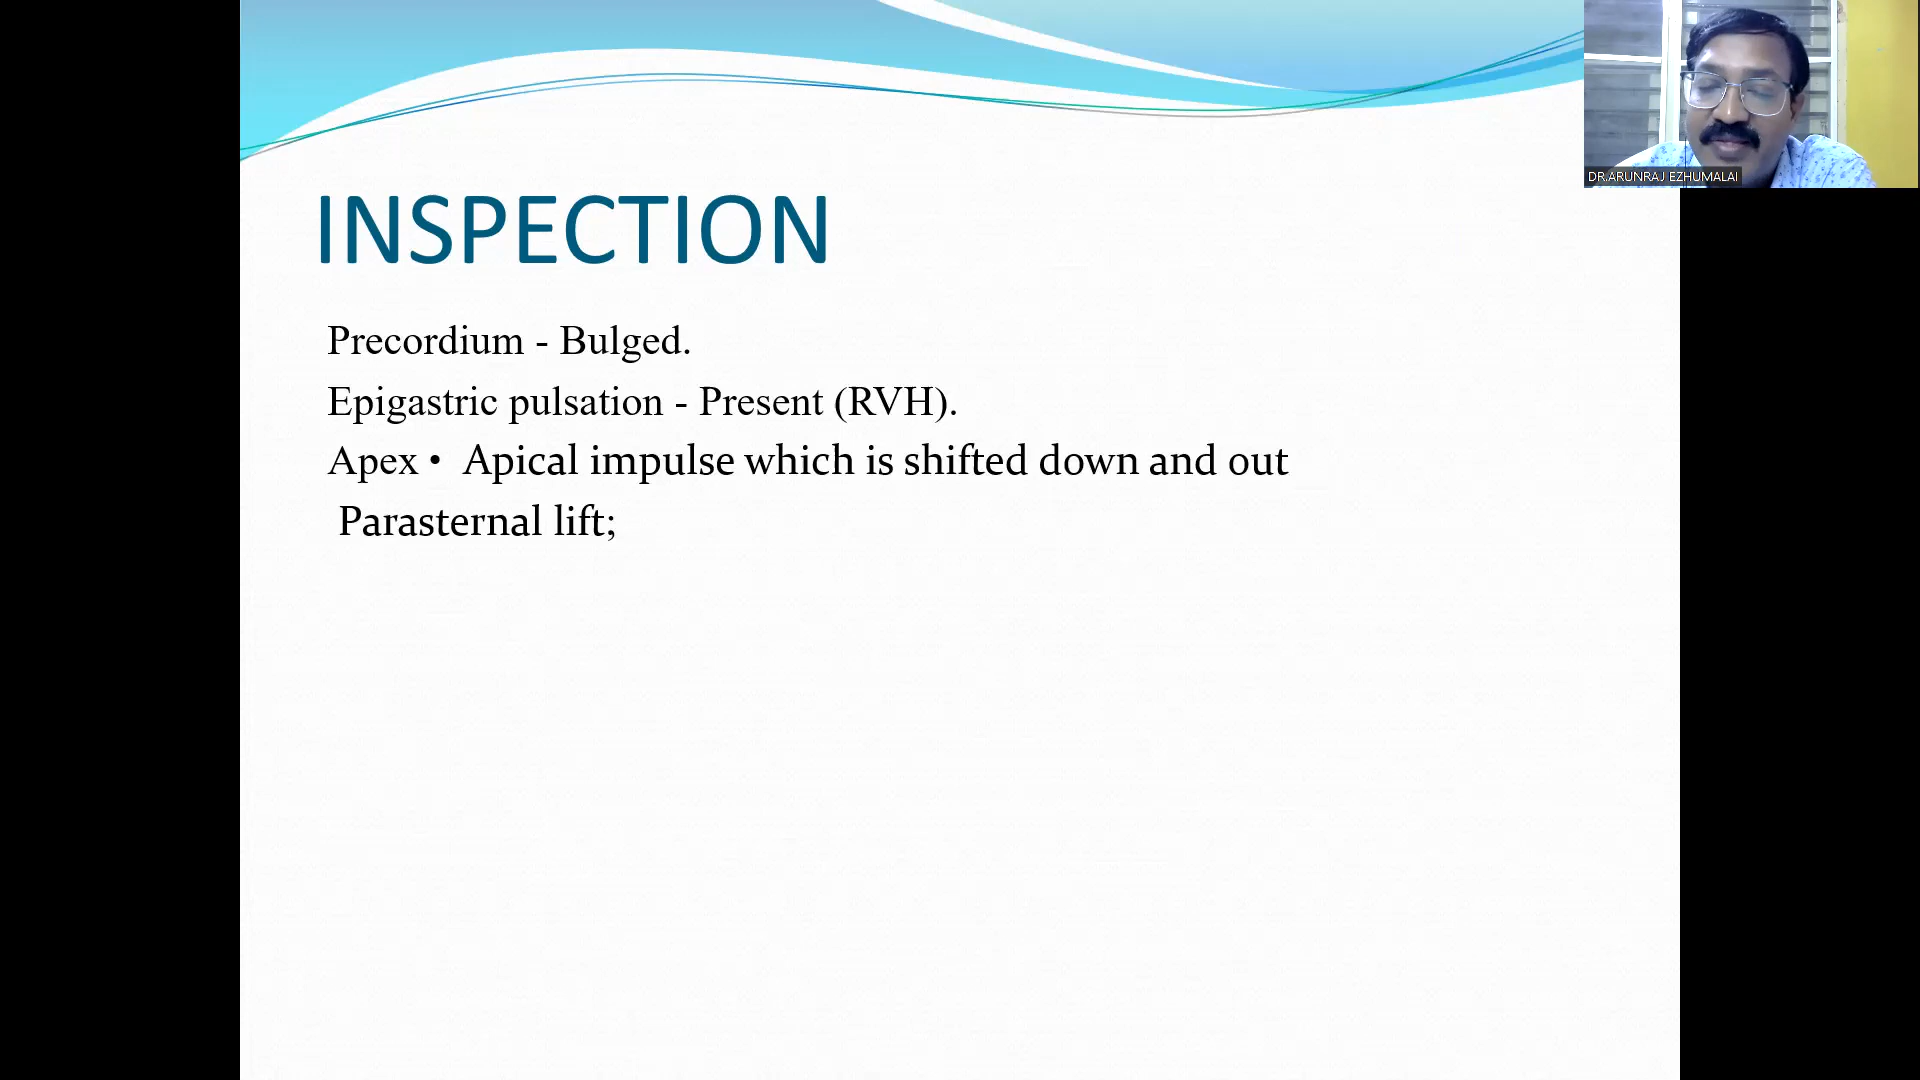 DR.ARUNRAJ EZHUMALAI
INSPECTION
Precordium - Bulged.
Epigastric pulsation - Present (RVH).
Apex • Apical impulse which is shifted down and out
Parasternal lift;